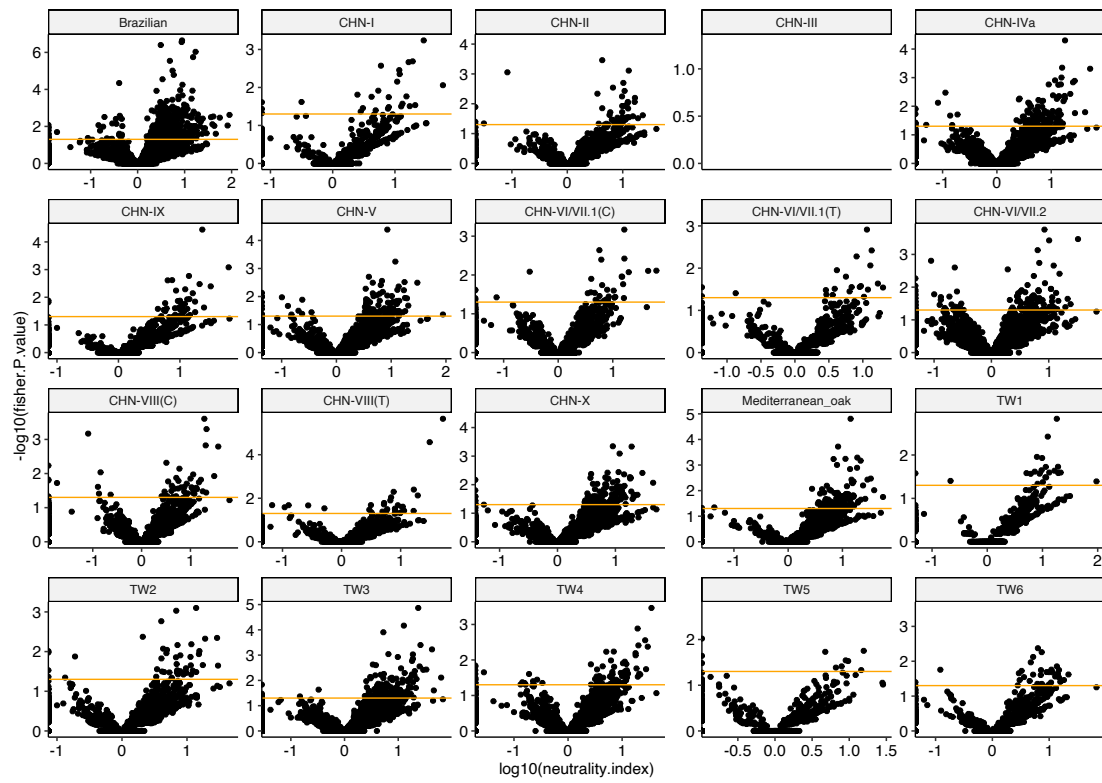 Brazilian CHN-I CHN-II CHN-III CHN-IVa
6 4 2 0
3 2 1 0
4 3 2 1 0
1.0 0.5 0.0
4 3 2 1 0
-1 0 1 2
-1 0 1
-1 0 1
-1 0 1
CHN-IX CHN-V CHN-VI/VII.1(C) CHN-VI/VII.1(T) CHN-VI/VII.2
4 3 2 1 0
4 3 2 1 0
3 2 1 0
3 2 1 0
3 2 1 0
-1 0 1
-1 0 1 2
-1 0 1
-1.0 -0.5 0.0 0.5 1.0
-1 0 1
-log10(fisher.P.value)
CHN-VIII(C) CHN-VIII(T) CHN-X Mediterranean_oak TW1
3 2 1 0
4 2 0
4 3 2 1 0
5 4 3 2 1 0
3 2 1 0
-1 0 1
-1 0 1
-1 0 1
-1 0 1
-1 0 1 2
TW2 TW3 TW4 TW5 TW6
3 2 1 0
5 4 3 2 1 0
3 2 1 0
2 1 0
3 2 1 0
-1 0 1
-1 0 1
-1 0 1
-0.5 0.0 0.5 1.0 1.5
-1 0 1
log10(neutrality.index)